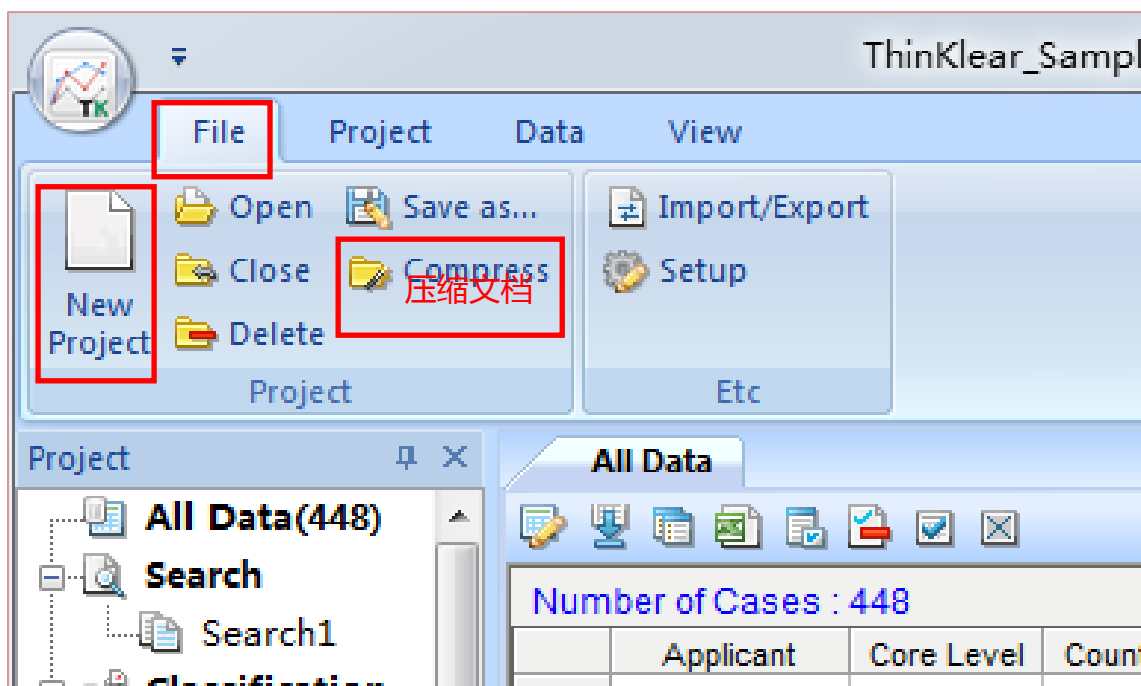 ThinKlear_Sampl
TK
File Project Data View
New
Project
Open
Close
Delete
Save as...
Compress
压缩文档
Import/Export
Setup
Project
Etc
Project
All Data(448)
Search
Search1
Classification
All Data
Number of Cases : 448
Applicant Core Level Count